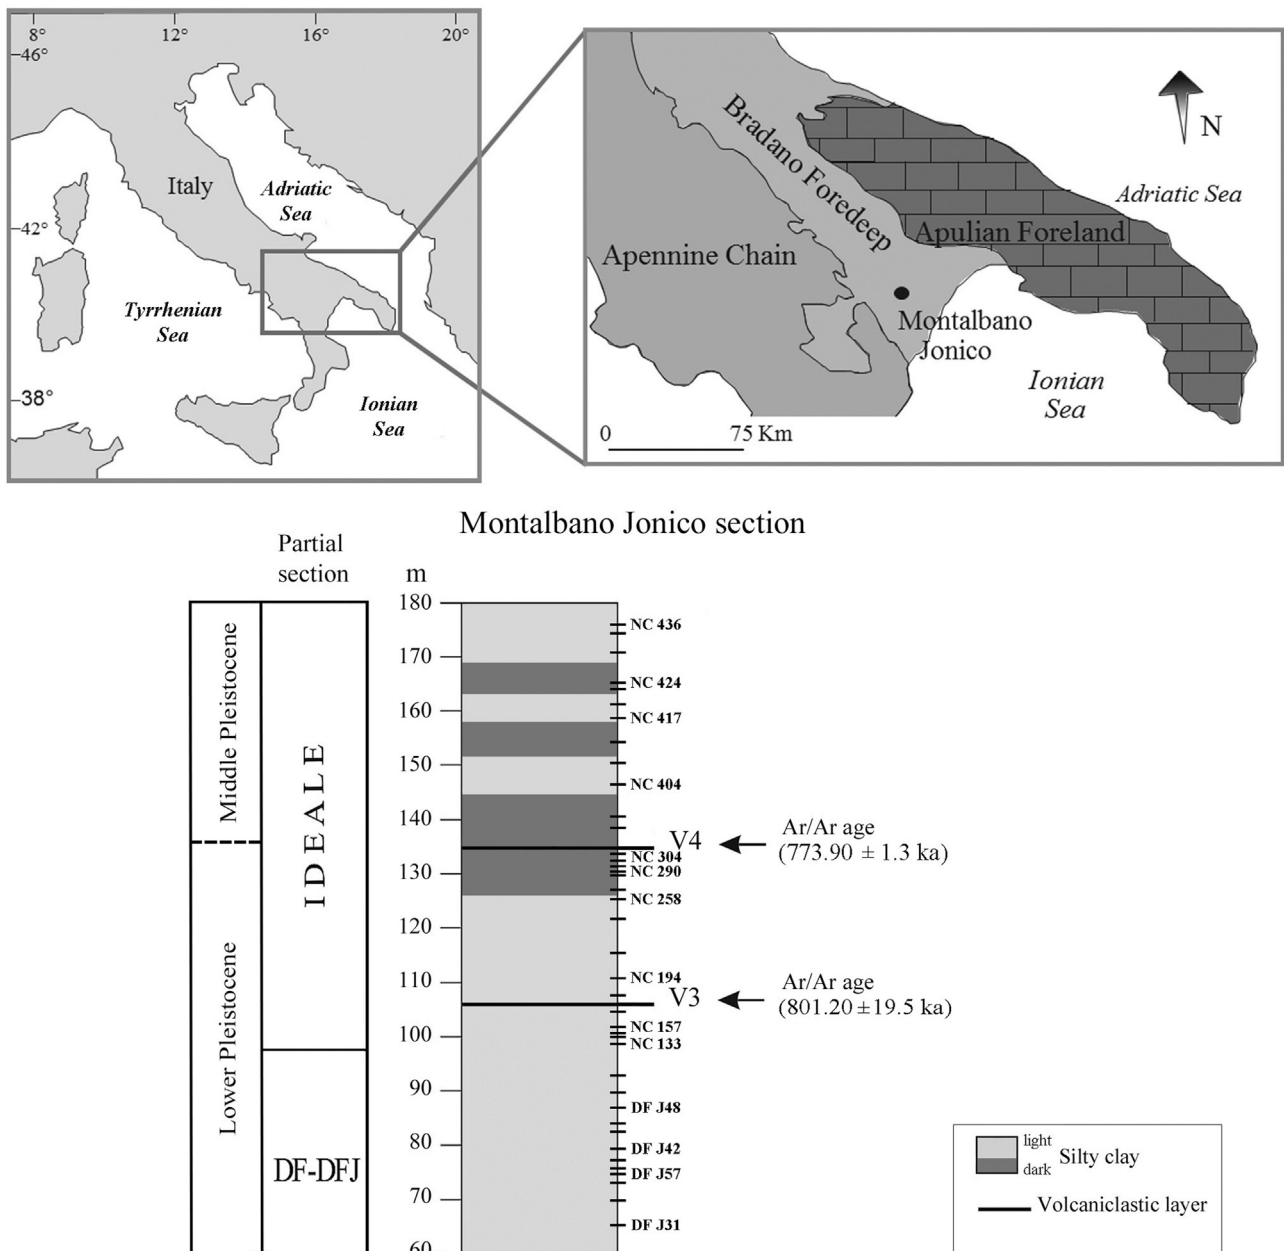 8° 12° 16° 20°
46°
42°
38°
Italy
Adriatic
Sea
Tyrrhenian
Sea
Ionian
Sea
Bradano Foredeep
N
Adriatic Sea
Apulian Foreland
Apennine Chain
Montalbano
Jonico
Ionian
Sea
0 75 Km
Montalbano Jonico section
Partial
section
m
Middle Pleistocene
Lower Pleistocene
IDEALE
DF-DFJ
180
170
160
150
140
130
120
110
100
90
80
70
60
NC 436
NC 424
NC 417
NC 404
V4
NC 304
NC 290
NC 258
NC 194
V3
NC 157
NC 133
DF J48
DF J42
DF J57
DF J31
Ar/Ar age
(773.90 ± 1.3 ka)
Ar/Ar age
(801.20 ±19.5 ka)
light
dark
Silty clay
Volcaniclastic layer